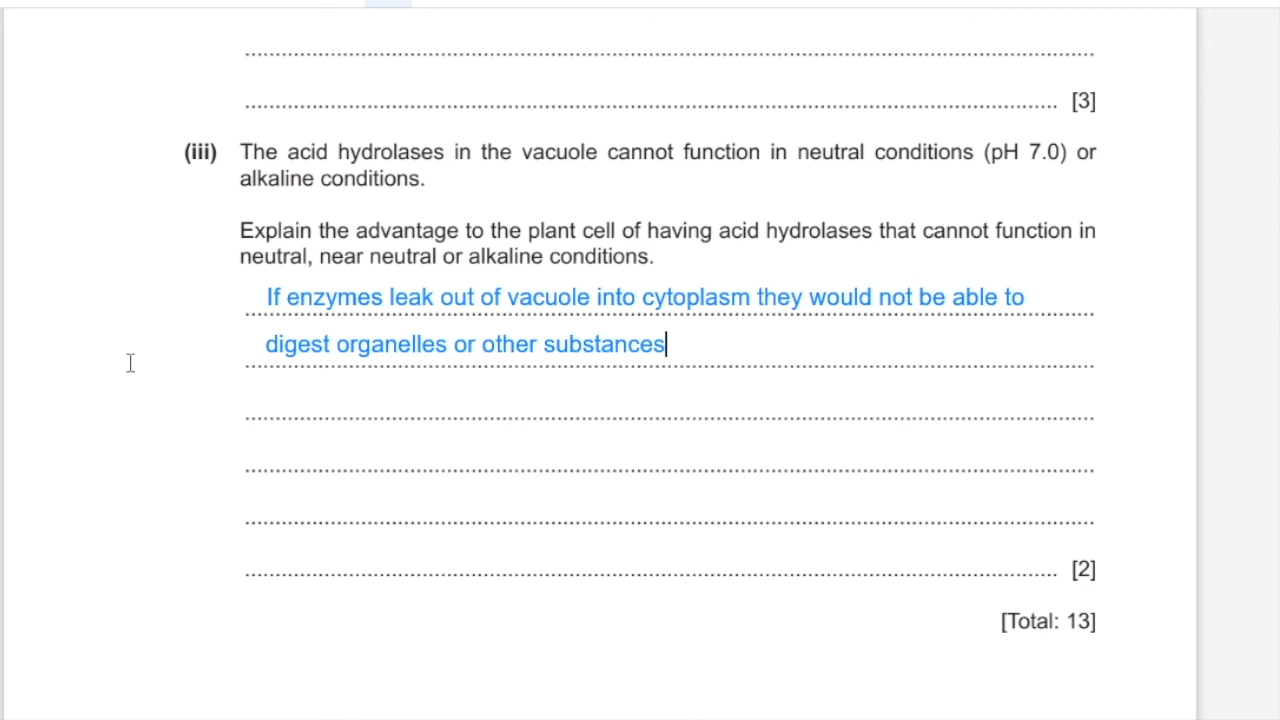 [3]
(iii) The acid hydrolases in the vacuole cannot function in neutral conditions (pH 7.0) or
alkaline conditions.
Explain the advantage to the plant cell of having acid hydrolases that cannot function in
neutral, near neutral or alkaline conditions.
If enzymes leak out of vacuole into cytoplasm they would not be able to
digest organelles or other substances
[2]
[Total: 13]